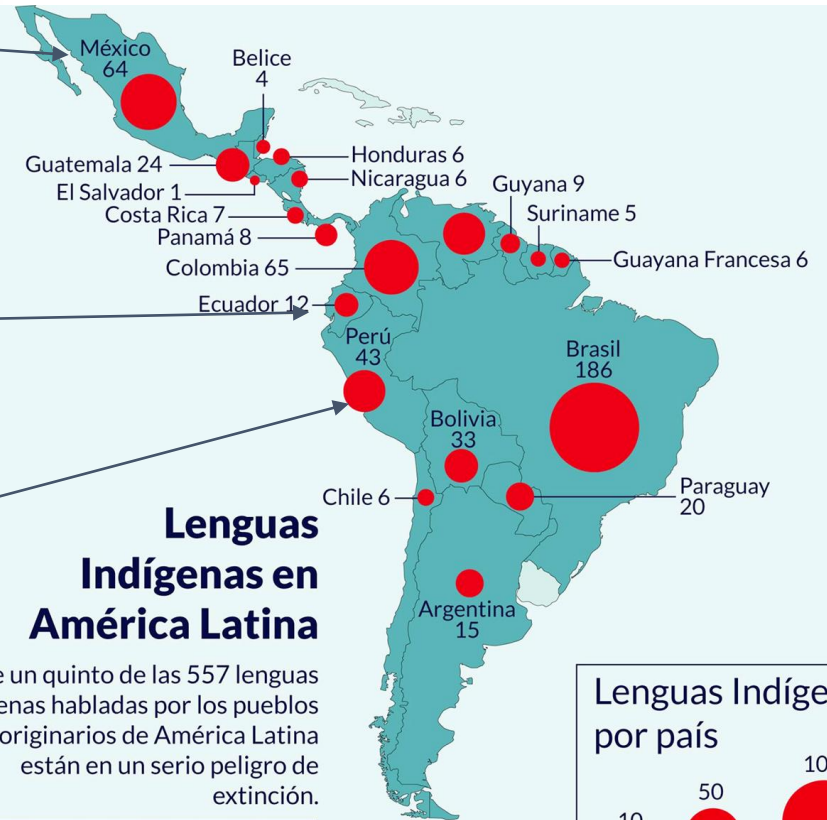 México
64
Belice
4
Guatemala 24
Honduras 6
El Salvador 1
Nicaragua 6
Costa Rica 7
Guyana 9
Panamá 8
Suriname 5
Colombia 65
Guayana Francesa 6
Ecuador 12
Perú
43
Brasil
186
Bolivia
33
Chile 6
Paraguay
20
Argentina
15
Lenguas
Indígenas en
América Latina
un quinto de las 557 lenguas
habladas por los pueblos
originarios de América Latina
están en un serio peligro de
extinción.
Lenguas
por país
50